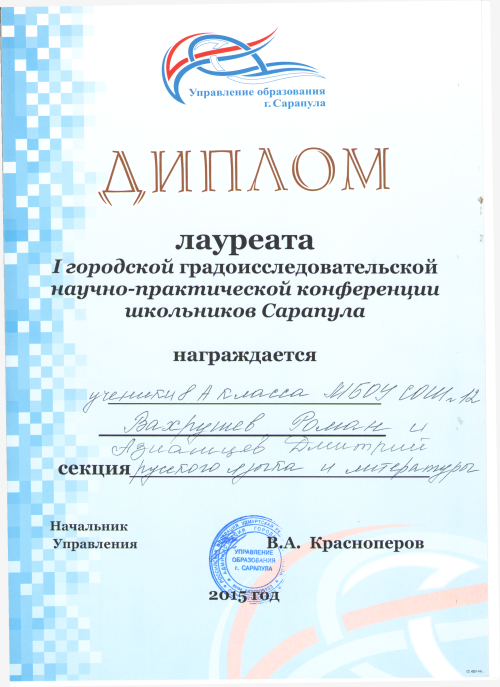 Управление образования
г. Сарапула
ДИПЛОМ
лауреата
I городской градоисследовательской
научно-практической конференции
школьников Сарапула
награждается
ученики 8 А класса МБОУ СОШ № 12
Вахрушев Роман и
Дмитрий
секция русского языка и литературы
Начальник
Управления
В.А. Красноперов
УПРАВЛЕНИЕ
ОБРАЗОВАНИЯ
г. САРАПУЛА
2015 год